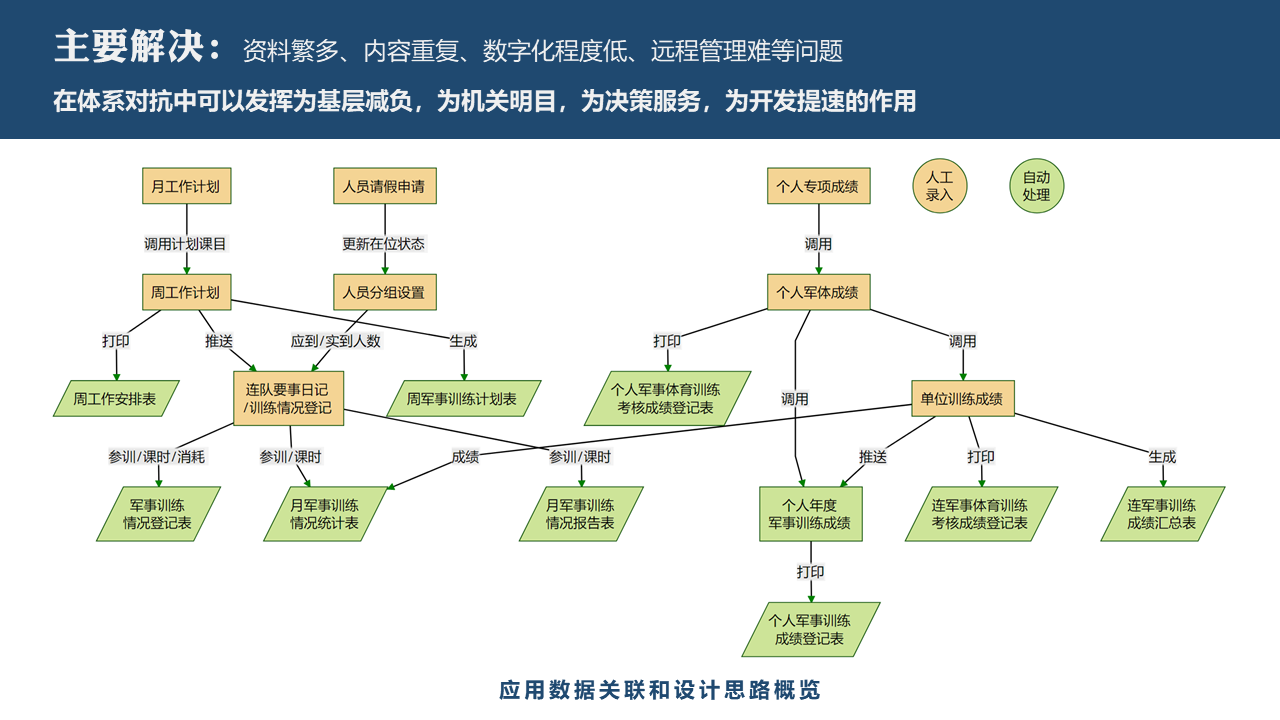 主要解决：资料繁多、内容重复、数字化程度低、远程管理难等问题
在体系对抗中可以发挥为基层减负，为机关明目，为决策服务，为开发提速的作用
月工作计划
人员请假申请
个人专项成绩
人工
录入
自动
处理
调用计划课目
更新在位状态
调用
周工作计划
人员分组设置
个人军体成绩
打印
推送
应到/实到人数
生成
打印
调用
周工作安排表
连队要事日记
/训练情况登记
周军事训练计划表
个人军事体育训练
考核成绩登记表
调用
单位训练成绩
参训/课时/消耗
参训/课时
成绩
参训/课时
推送
打印
生成
军事训练
情况登记表
月军事训练
情况统计表
月军事训练
情况报告表
个人年度
军事训练成绩
连军事体育训练
考核成绩登记表
连军事训练
成绩汇总表
打印
个人军事训练
成绩登记表
应用数据关联和设计思路概览